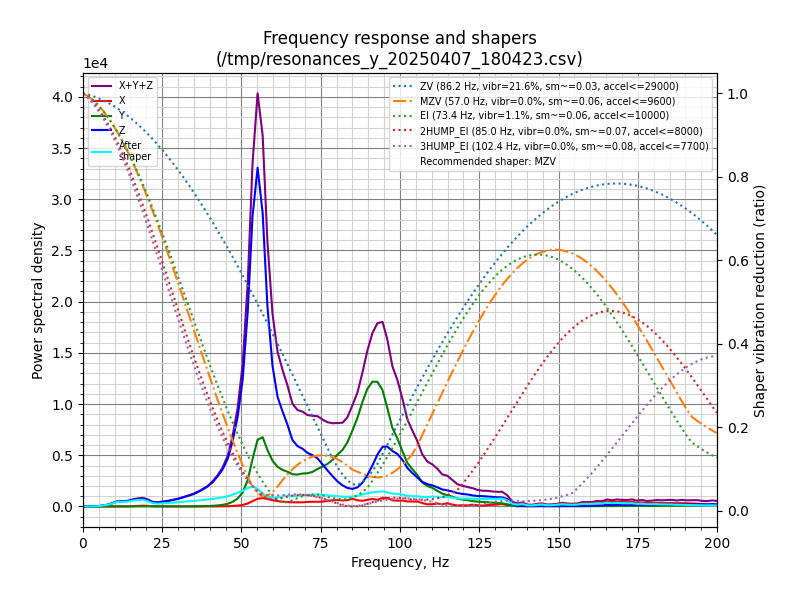 Frequency response and shapers
(/tmp/resonances_y_20250407_180423.csv)
1e4
X+Y+Z
X
Y
Z
After
shaper
ZV (86.2 Hz, vibr=21.6%, sm~=0.03, accel<=29000)
MZV (57.0 Hz, vibr=0.0%, sm~=0.06, accel<=9600)
EI (73.4 Hz, vibr=1.1%, sm~=0.06, accel<=10000)
2HUMP_EI (85.0 Hz, vibr=0.0%, sm~=0.07, accel<=8000)
3HUMP_EI (102.4 Hz, vibr=0.0%, sm~=0.08, accel<=7700)
Recommended shaper: MZV
4.0
3.5
3.0
2.5
2.0
1.5
1.0
0.5
0.0
Power spectral density
1.0
0.8
0.6
0.4
0.2
0.0
Shaper vibration reduction (ratio)
0 25 50 75 100 125 150 175 200
Frequency, Hz